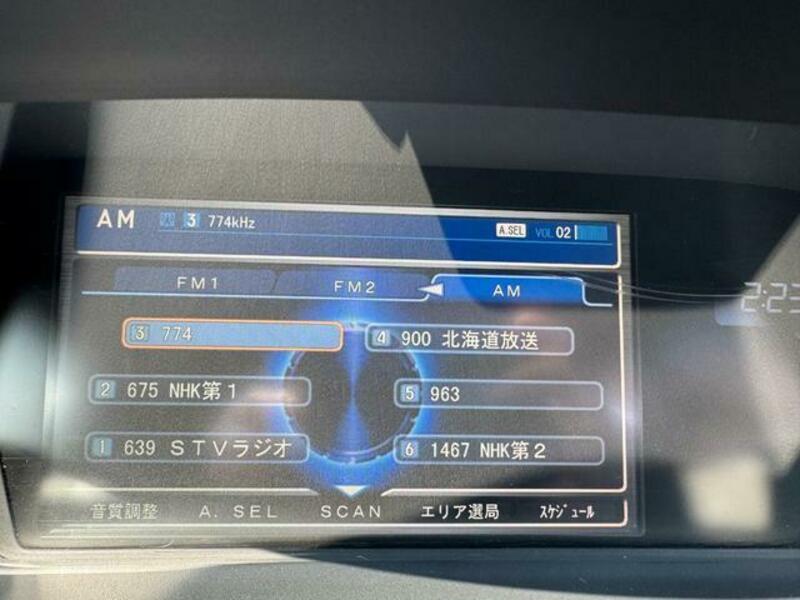 AM 3 774kHz A.SEL VOL 02
FM1 FM2 AM
3 774
4 900 北海道放送
2 675 NHK第1
5 963
1 639 STVラジオ
6 1467 NHK第2
音質調整 A. SEL SCAN エリア選局 スケジュール
2:23